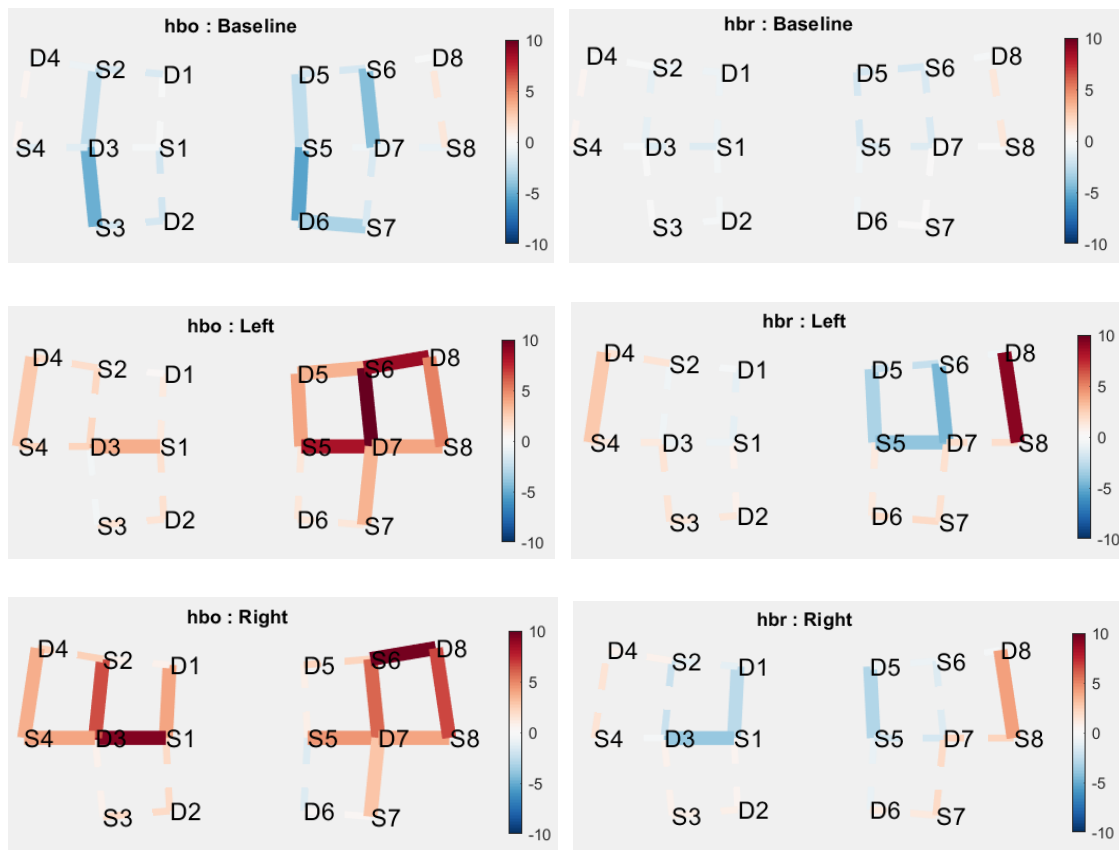 hbo : Baseline
D4 S2 D1 D5 S6 D8
S4 D3 S1 S5 D7 S8
S3 D2 D6 S7
10
5
0
-5
-10
hbr : Baseline
D4 S2 D1 D5 S6 D8
S4 D3 S1 S5 D7 S8
S3 D2 D6 S7
10
5
0
-5
-10
hbo : Left
D4 S2 D1 D5 S6 D8
S4 D3 S1 S5 D7 S8
S3 D2 D6 S7
10
5
0
-5
-10
hbr : Left
D4 S2 D1 D5 S6 D8
S4 D3 S1 S5 D7 S8
S3 D2 D6 S7
10
5
0
-5
-10
hbo : Right
D4 S2 D1 D5 S6 D8
S4 D3 S1 S5 D7 S8
S3 D2 D6 S7
10
5
0
-5
-10
hbr : Right
D4 S2 D1 D5 S6 D8
S4 D3 S1 S5 D7 S8
S3 D2 D6 S7
10
5
0
-5
-10